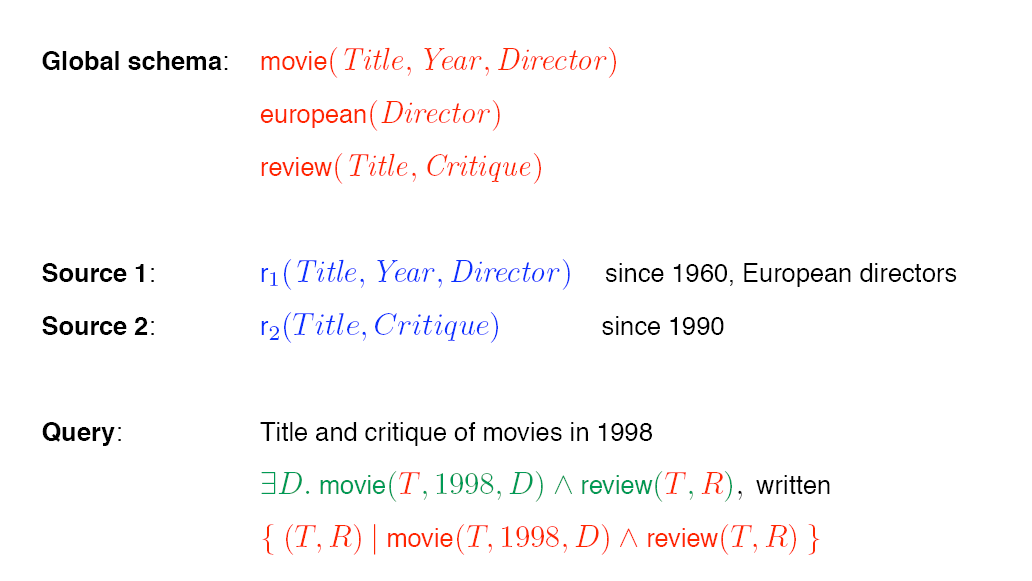 Global schema: movie(Title, Year, Director)
european(Director)
review(Title, Critique)
Source 1: r₁(Title, Year, Director) since 1960, European directors
Source 2: r₂(Title, Critique) since 1990
Query: Title and critique of movies in 1998
∃D. movie(T, 1998, D) ∧ review(T, R), written
{ (T, R) | movie(T, 1998, D) ∧ review(T, R) }